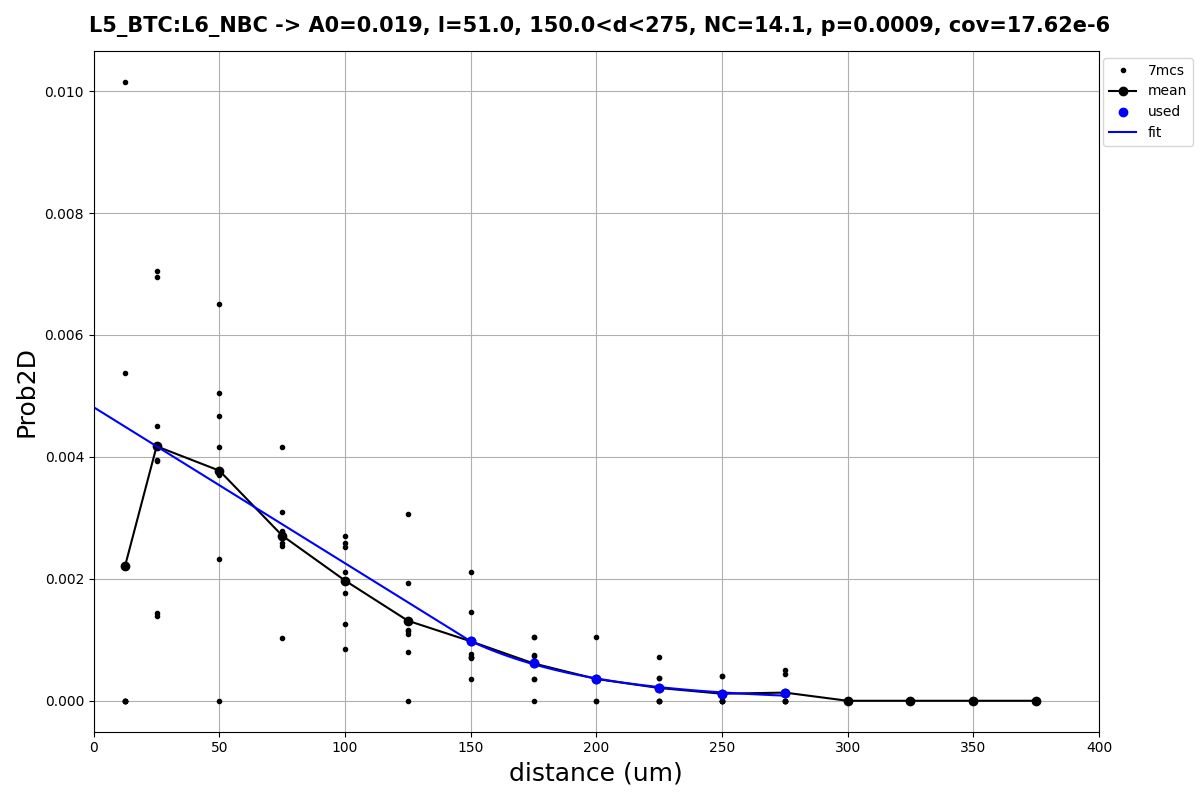 L5_BTC:L6_NBC -> A0=0.019, l=51.0, 150.0<d<275, NC=14.1, p=0.0009, cov=17.62e-6
7mcs
mean
used
fit
Prob2D
0.010
0.008
0.006
0.004
0.002
0.000
0 50 100 150 200 250 300 350 400
distance (um)